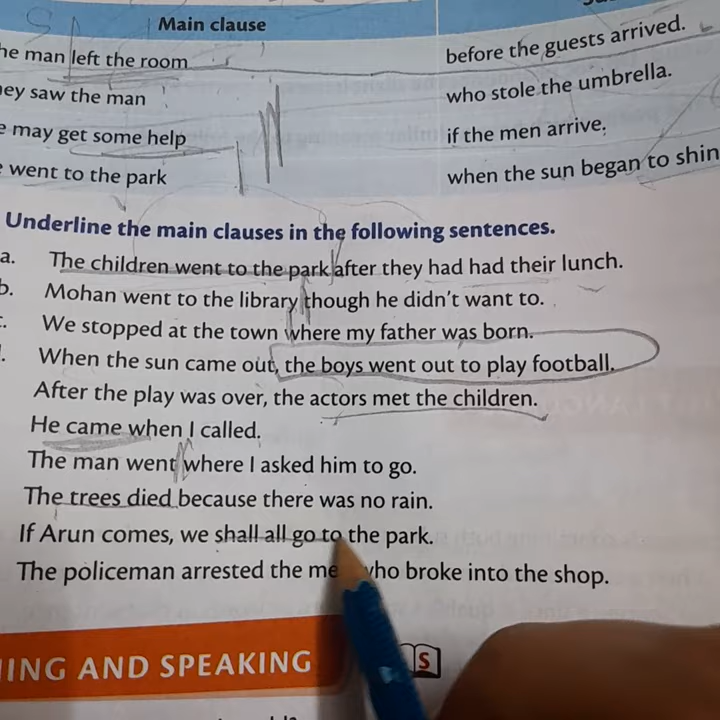 Main clause
he man left the room before the guests arrived.
ey saw the man who stole the umbrella.
e may get some help if the men arrive.
e went to the park when the sun began to shin
Underline the main clauses in the following sentences.
a. The children went to the park after they had had their lunch.
b. Mohan went to the library though he didn't want to.
We stopped at the town where my father was born.
When the sun came out, the boys went out to play football.
After the play was over, the actors met the children.
He came when I called.
The man went where I asked him to go.
The trees died because there was no rain.
If Arun comes, we shall all go to the park.
The policeman arrested the me who broke into the shop.
ING AND SPEAKING S